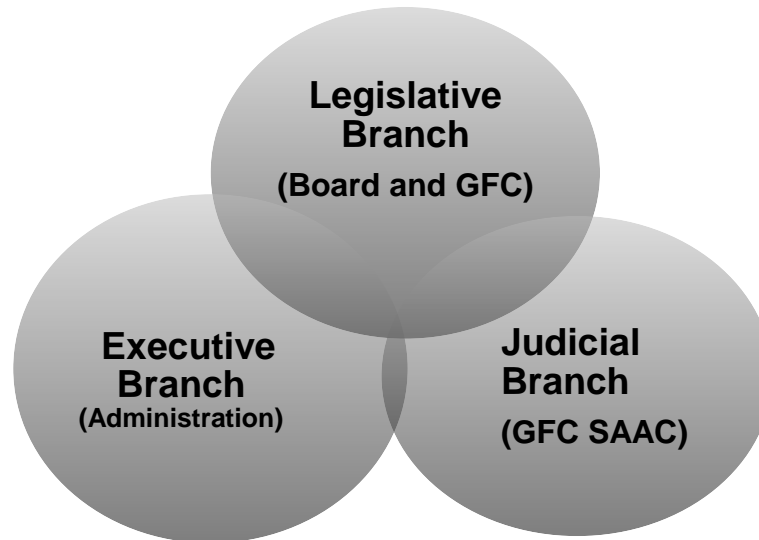 Legislative
Branch
(Board and GFC)
Executive
Branch
(Administration)
Judicial
Branch
(GFC SAAC)